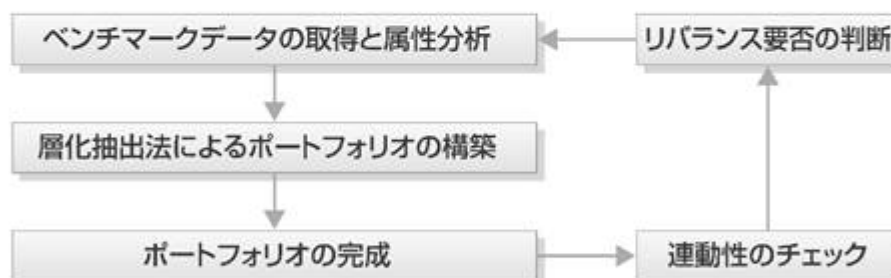 ベンチマークデータの取得と属性分析
リバランス要否の判断
層化抽出法によるポートフォリオの構築
ポートフォリオの完成
連動性のチェック